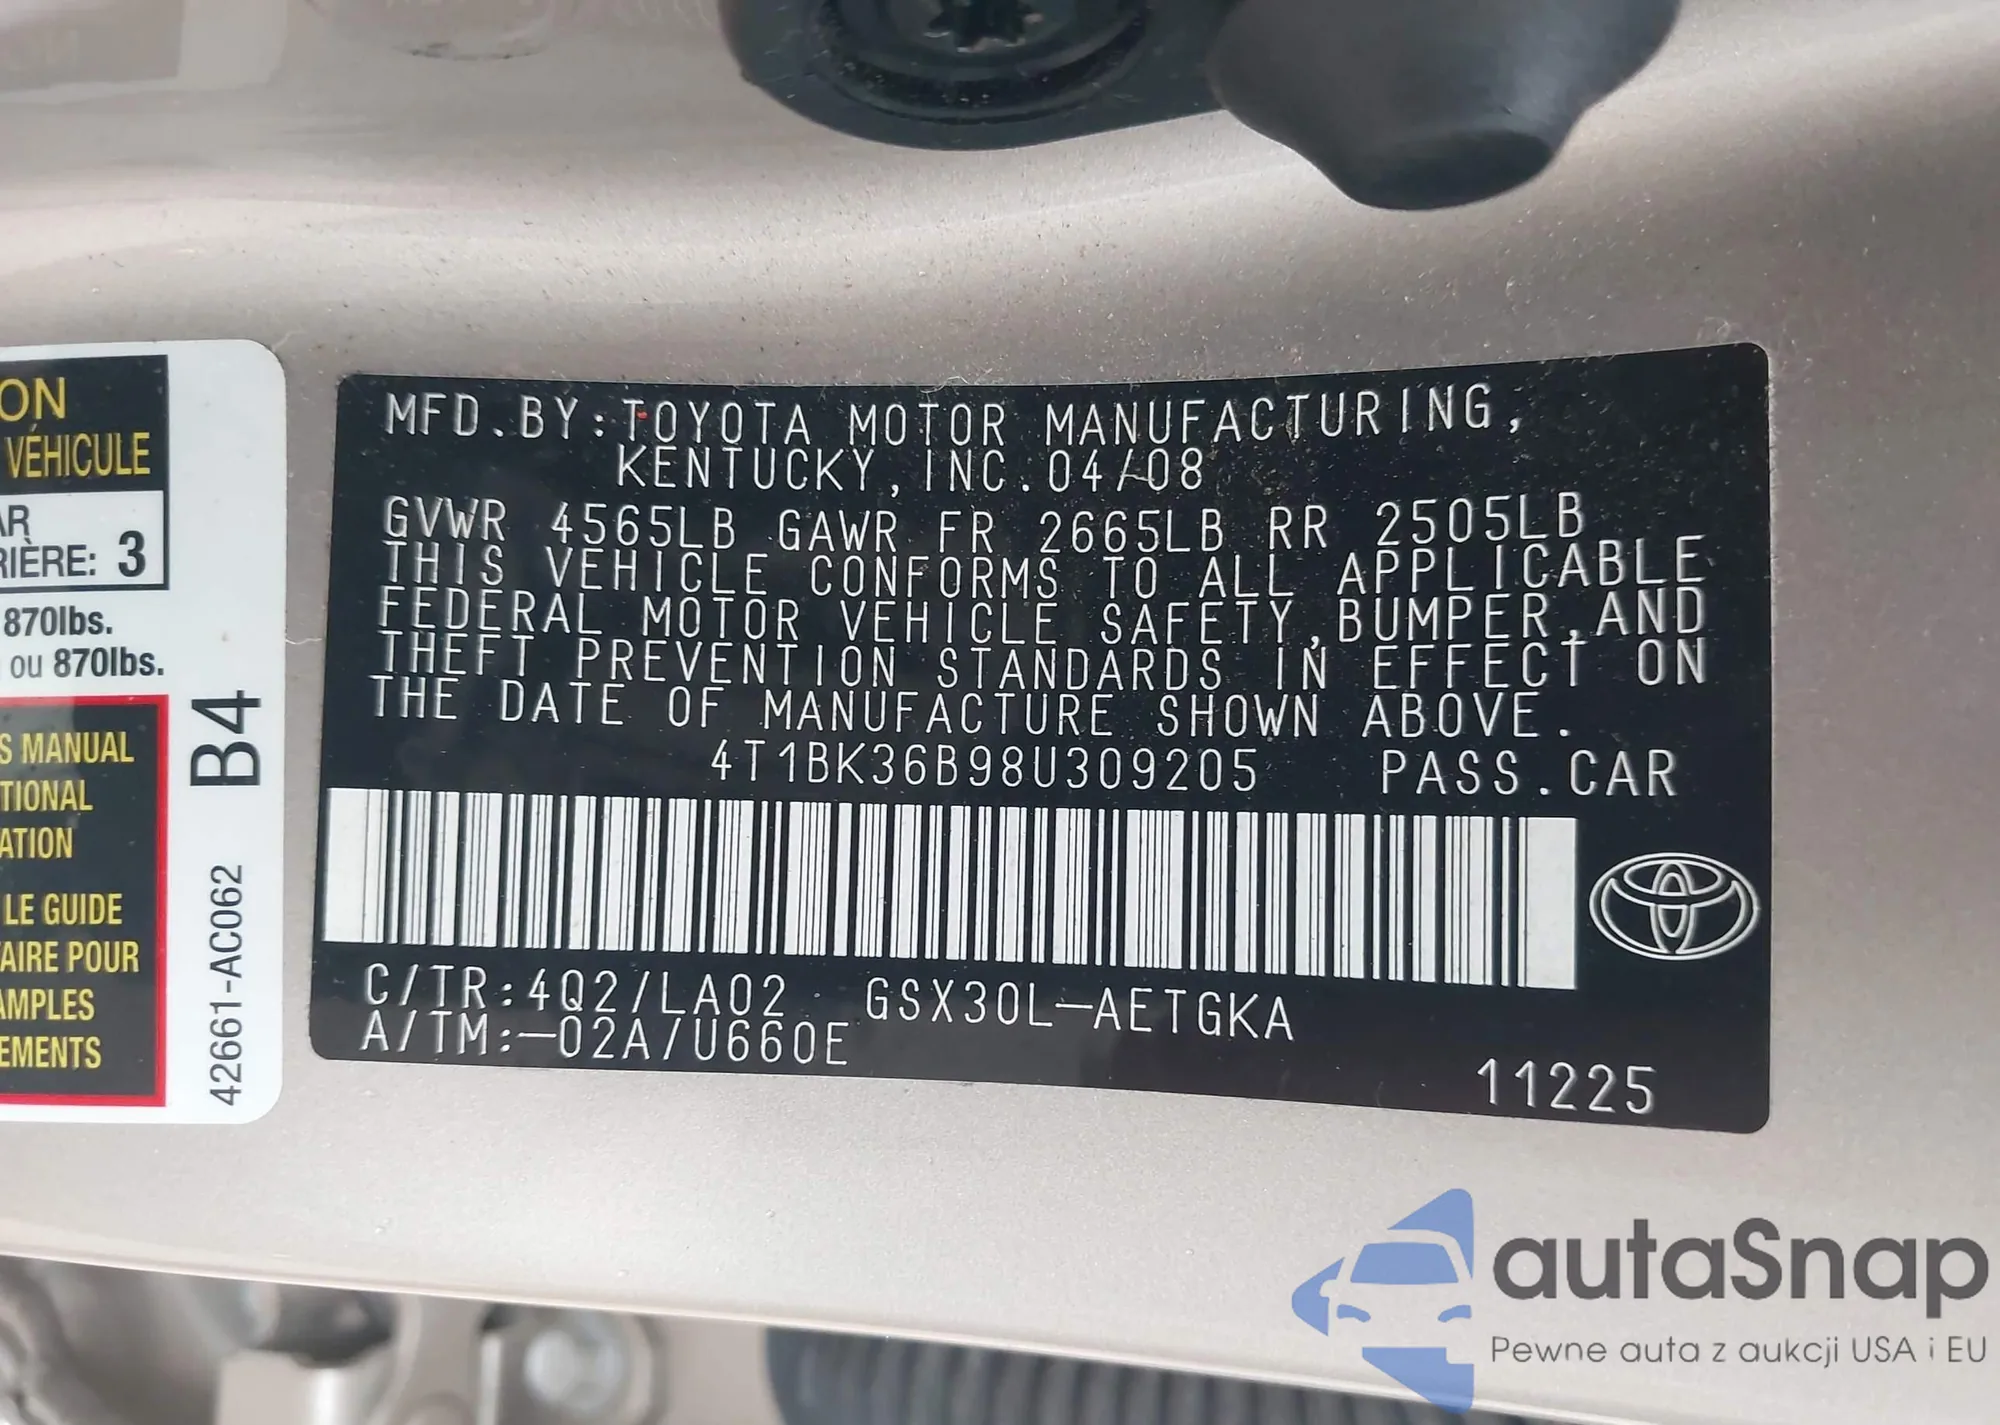 ON
VÉHICULE
AR
RIÈRE: 3
870lbs.
ou 870lbs.
S MANUAL
TIONAL
ATION
LE GUIDE
AIRE POUR
AMPLES
EMENTS
B4
42661-AC062
MFD.BY:TOYOTA MOTOR MANUFACTURING,
KENTUCKY,INC.04/08
GVWR 4565LB GAWR FR 2665LB RR 2505LB
THIS VEHICLE CONFORMS TO ALL APPLICABLE
FEDERAL MOTOR VEHICLE SAFETY,BUMPER,AND
THEFT PREVENTION STANDARDS IN EFFECT ON
THE DATE OF MANUFACTURE SHOWN ABOVE.
4T1BK36B98U309205 PASS.CAR
C/TR:4Q2/LA02 GSX30L-AETGKA
A/TM:-02A/U660E
11225
autaSnap
Pewne auta z aukcji USA i EU